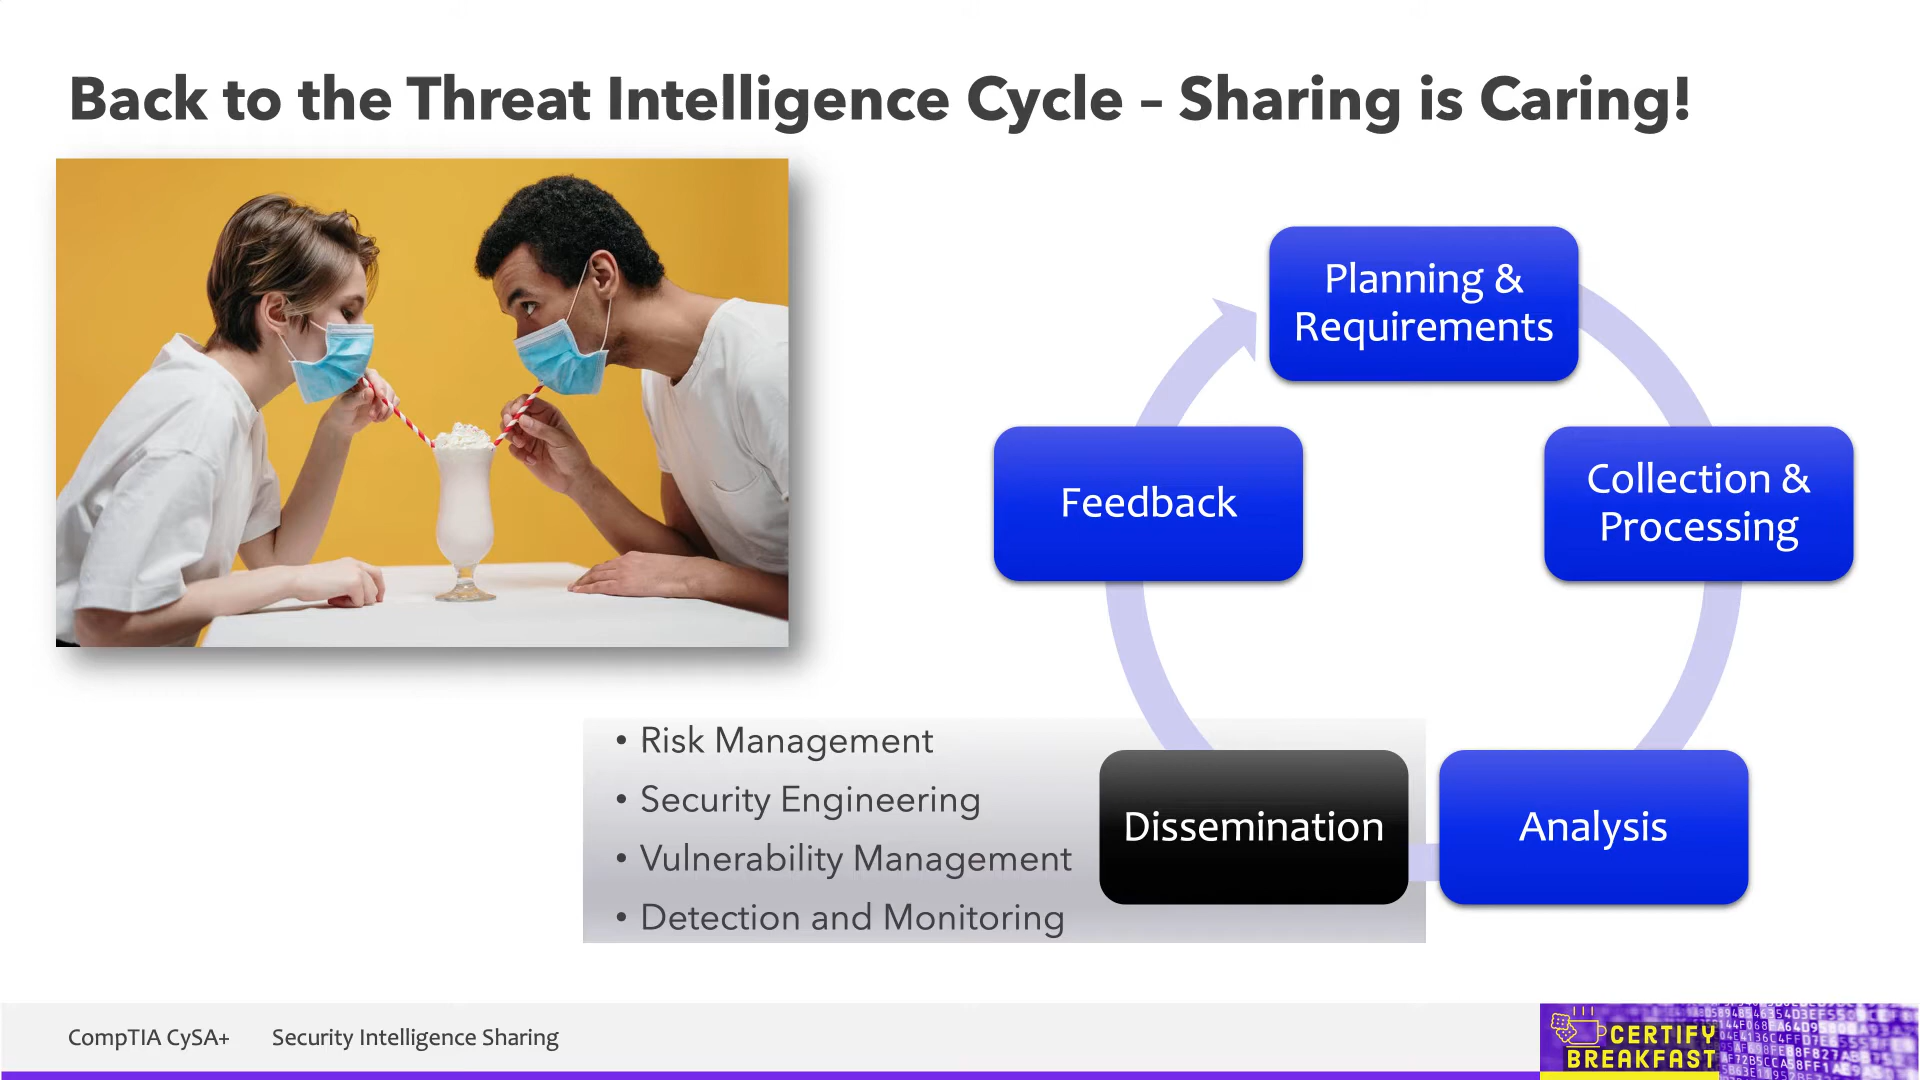 Back to the Threat Intelligence Cycle – Sharing is Caring!
Planning &
Requirements
Feedback
Collection &
Processing
• Risk Management
• Security Engineering
• Vulnerability Management
• Detection and Monitoring
Dissemination
Analysis
CompTIA CySA+
Security Intelligence Sharing
CERTIFY
BREAKFAST